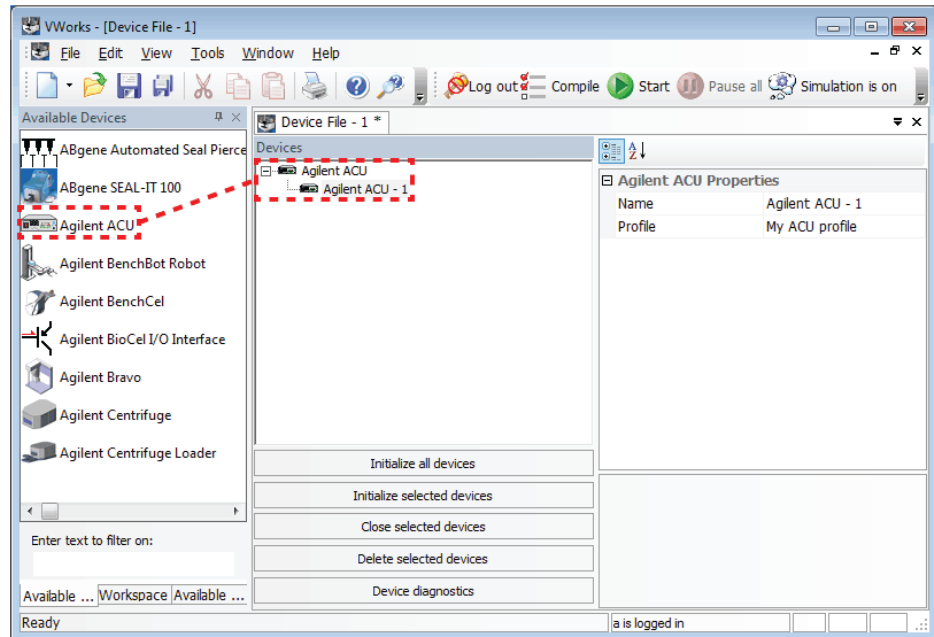 VWorks - [Device File - 1]
File Edit View Tools Window Help
Log out Compile Start Pause all Simulation is on
Available Devices
ABgene Automated Seal Pierce
ABgene SEAL-IT 100
Agilent ACU
Agilent BenchBot Robot
Agilent BenchCel
Agilent BioCel I/O Interface
Agilent Bravo
Agilent Centrifuge
Agilent Centrifuge Loader
Enter text to filter on:
Available ... Workspace Available ...
Device File - 1 *
Devices
Agilent ACU
Agilent ACU - 1
Initialize all devices
Initialize selected devices
Close selected devices
Delete selected devices
Device diagnostics
Agilent ACU Properties
Name Agilent ACU - 1
Profile My ACU profile
Ready
a is logged in